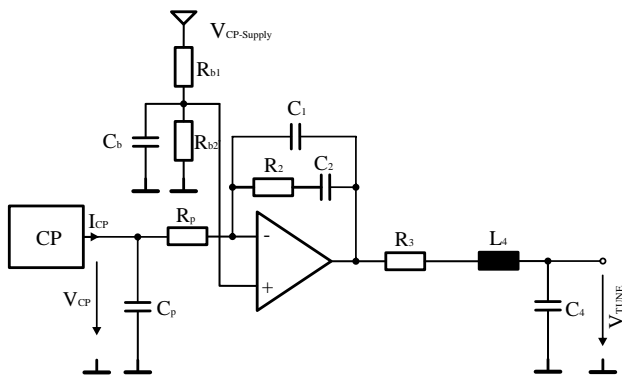 V_CP-Supply
R_b1
C_b
R_b2
C_1
R_2
C_2
CP
I_CP
R_p
-
+
R_3
L_4
V_CP
C_p
C_4
V_TUNE